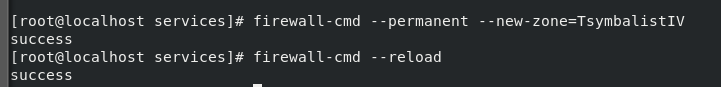 [root@localhost services]# firewall-cmd --permanent --new-zone=TsymbalistIV
success
[root@localhost services]# firewall-cmd --reload
success